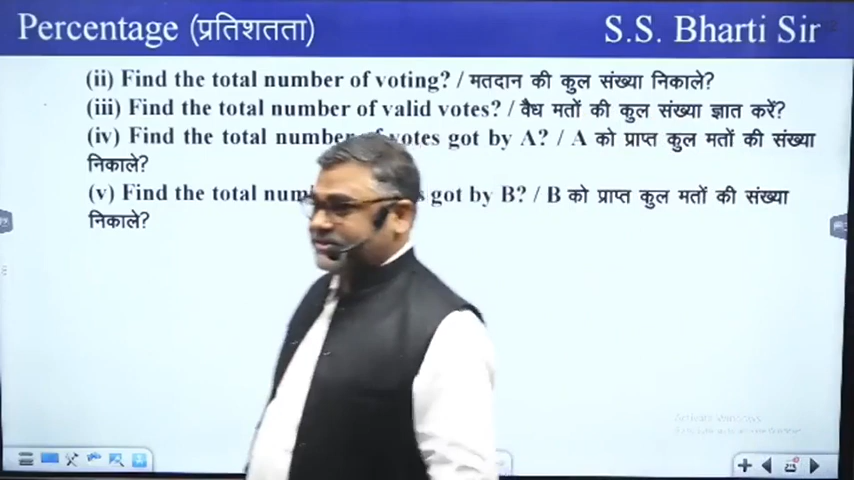 Percentage (प्रतिशतता)
S.S. Bharti Sir
(ii) Find the total number of voting? / मतदान की कुल संख्या निकाले?
(iii) Find the total number of valid votes? / वैध मतों की कुल संख्या ज्ञात करें?
(iv) Find the total number of votes got by A? / A को प्राप्त कुल मतों की संख्या
निकाले?
(v) Find the total got by B? / B को प्राप्त कुल मतों की संख्या
निकाले?